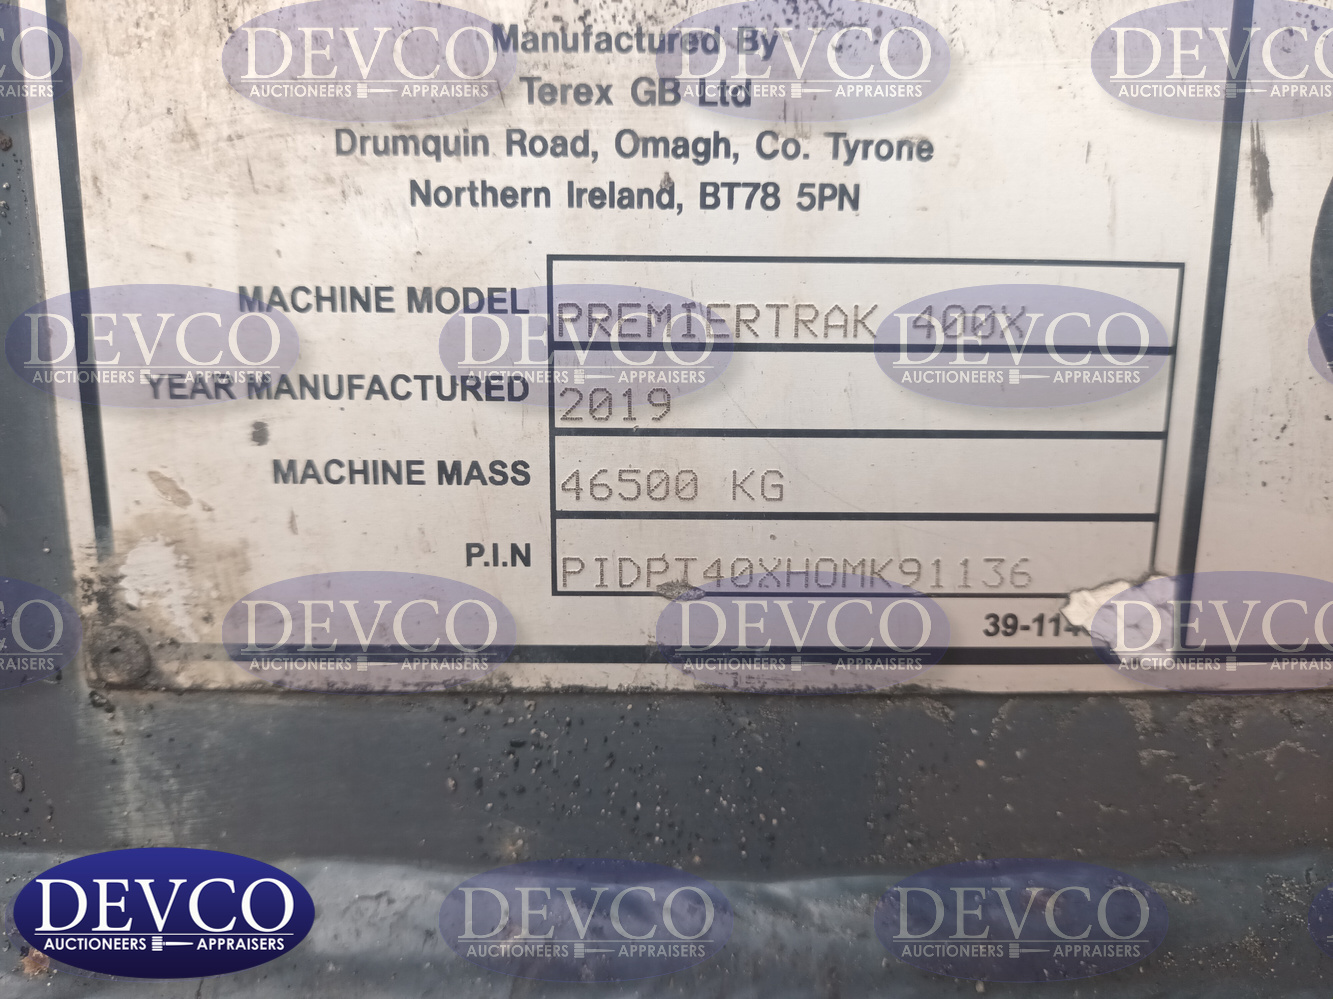 Manufactured By
Terex GB Ltd
Drumquin Road, Omagh, Co. Tyrone
Northern Ireland, BT78 5PN
MACHINE MODEL PREMIERTRAK 400X
YEAR MANUFACTURED 2019
MACHINE MASS 46500 KG
P.I.N PIDPT40XHOMK91136
DEVCO
AUCTIONEERS APPRAISERS